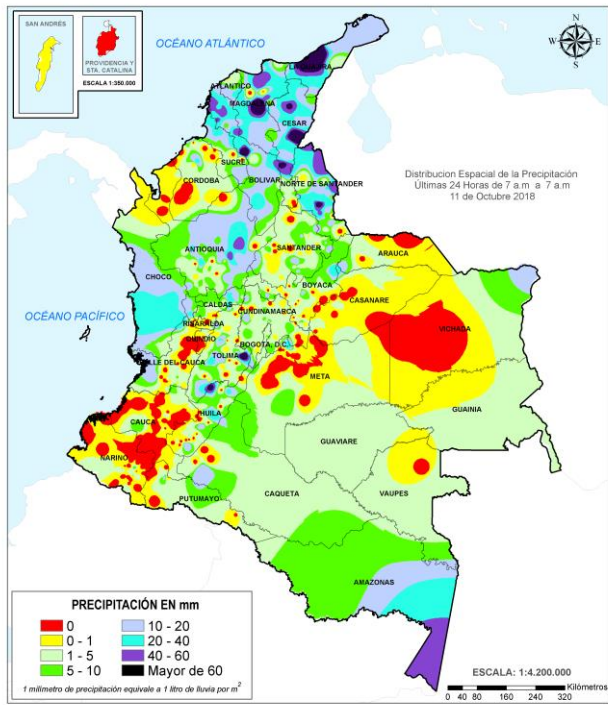 SAN ANDRÉS
PROVIDENCIA Y
STA. CATALINA
ESCALA 1:350.000
OCÉANO ATLÁNTICO
N
W E
S
LA GUAJIRA
ATLANTICO
MAGDALENA
CESAR
SUCRE
CORDOBA
BOLIVAR
NORTE DE SANTANDER
Distribucion Espacial de la Precipitación
Últimas 24 Horas de 7 a.m a 7 a.m
11 de Octubre 2018
ANTIOQUIA
SANTANDER
ARAUCA
CHOCO
BOYACA
CASANARE
CALDAS
CUNDINAMARCA
OCÉANO PACÍFICO
RISARALDA
VICHADA
QUINDIO
BOGOTA, D.C.
TOLIMA
VALLE DEL CAUCA
META
GUAINIA
HUILA
CAUCA
GUAVIARE
NARIÑO
CAQUETA
VAUPES
PUTUMAYO
AMAZONAS
PRECIPITACIÓN EN mm
0 10 - 20
0 - 1 20 - 40
1 - 5 40 - 60
5 - 10 Mayor de 60
1 milímetro de precipitación equivale a 1 litro de lluvia por m²
ESCALA: 1:4.200.000
Kilómetros
0 40 80 160 240 320